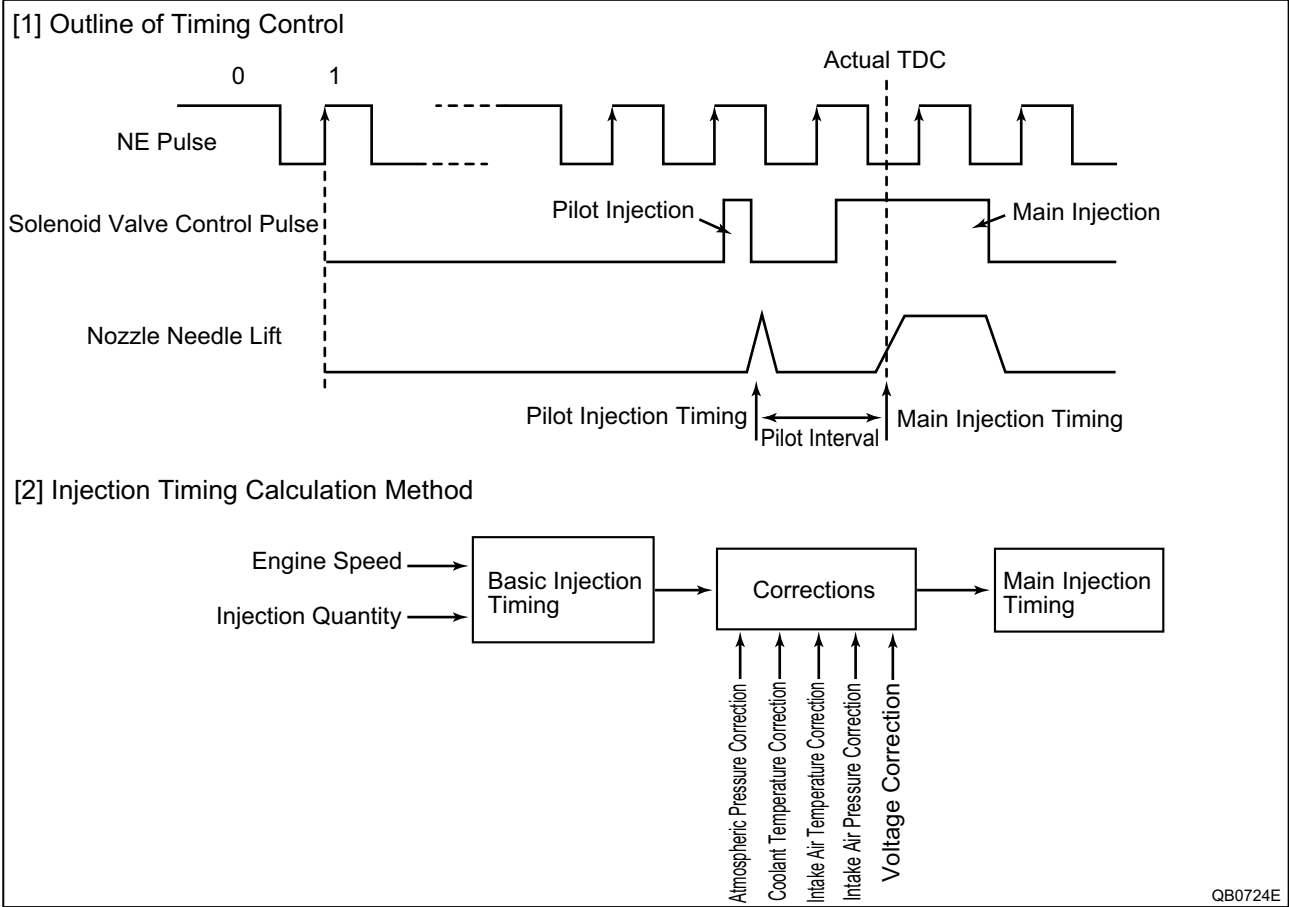 [1] Outline of Timing Control
Actual TDC
0 1
NE Pulse
Solenoid Valve Control Pulse
Pilot Injection
Main Injection
Nozzle Needle Lift
Pilot Injection Timing
Pilot Interval
Main Injection Timing
[2] Injection Timing Calculation Method
Engine Speed
Injection Quantity
Basic Injection
Timing
Corrections
Main Injection
Timing
Atmospheric Pressure Correction
Coolant Temperature Correction
Intake Air Temperature Correction
Intake Air Pressure Correction
Voltage Correction
QB0724E